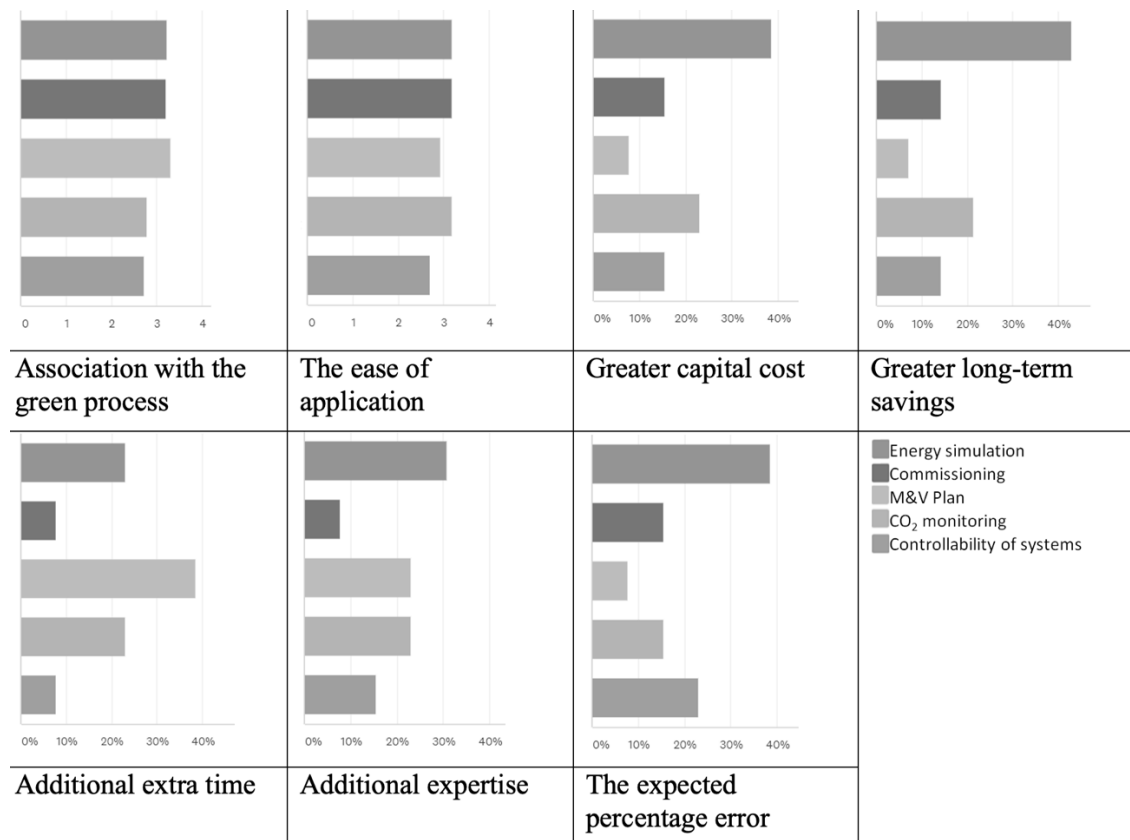 0 1 2 3 4
0 1 2 3 4
0% 10% 20% 30% 40%
0% 10% 20% 30% 40%
Association with the
green process
The ease of
application
Greater capital cost
Greater long-term
savings
Energy simulation
Commissioning
M&V Plan
CO₂ monitoring
Controllability of systems
0% 10% 20% 30% 40%
0% 10% 20% 30% 40%
0% 10% 20% 30% 40%
Additional extra time
Additional expertise
The expected
percentage error